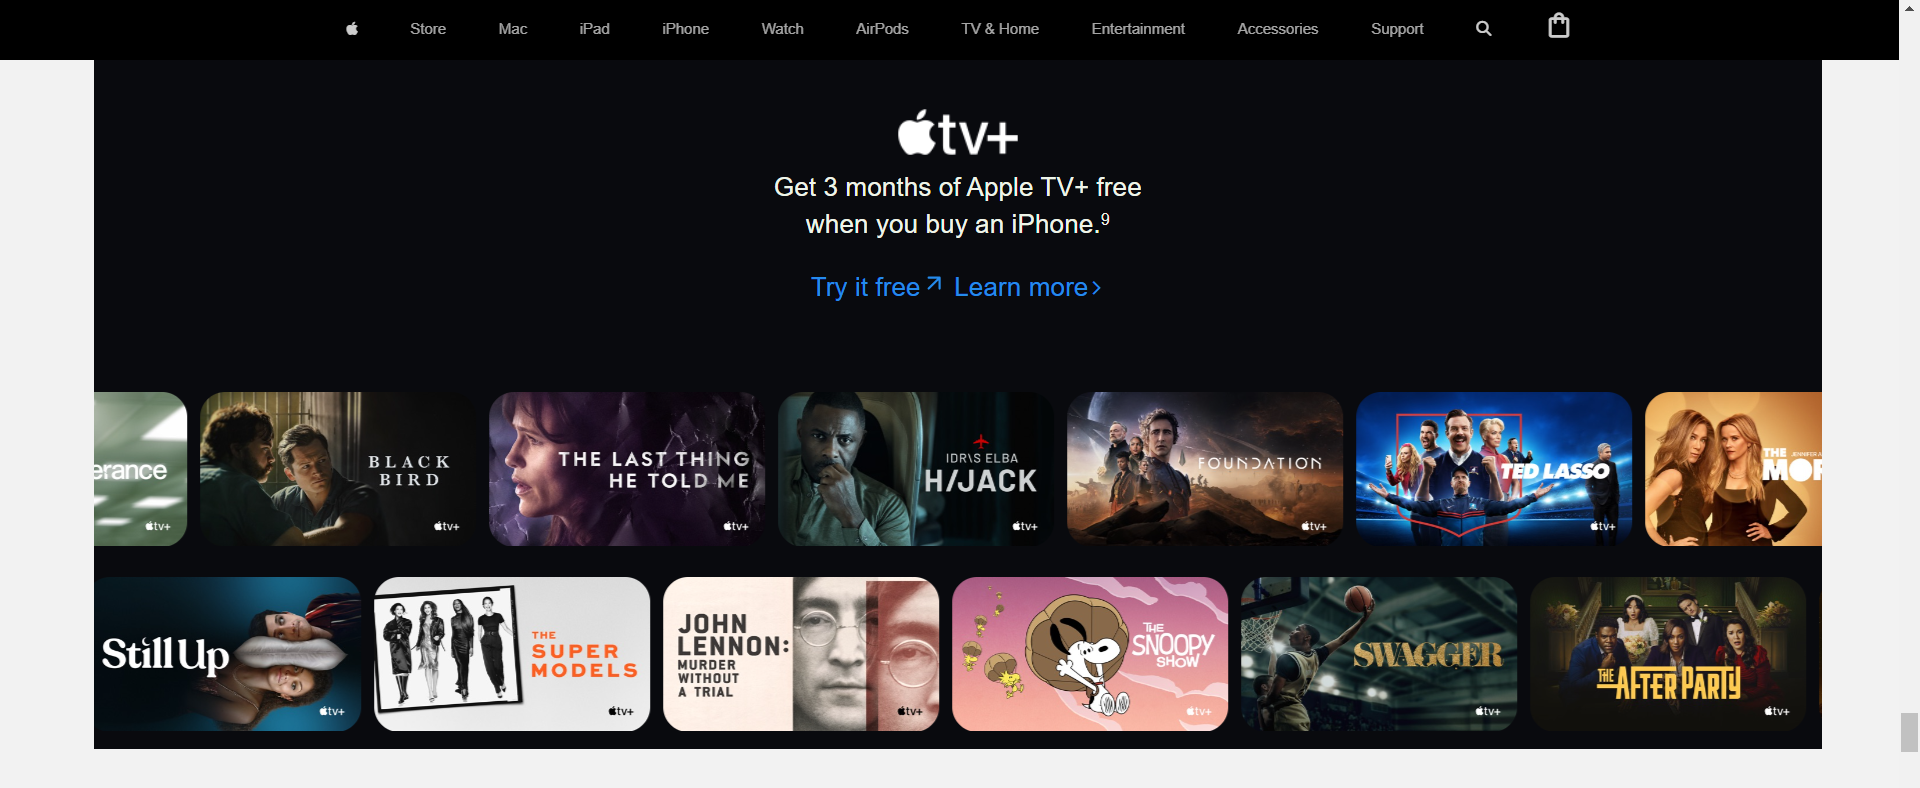 Store Mac iPad iPhone Watch AirPods TV & Home Entertainment Accessories Support
tv+
Get 3 months of Apple TV+ free
when you buy an iPhone.⁹
Try it free Learn more
erance
tv+
BLACK
BIRD
tv+
THE LAST THING
HE TOLD ME
tv+
IDRIS ELBA
H/JACK
tv+
FOUNDATION
tv+
TED LASSO
tv+
THE
JENNIFER A
MOR
Still Up
tv+
THE
SUPER
MODELS
tv+
JOHN
LENNON:
MURDER
WITHOUT
A TRIAL
tv+
THE
SNOOPY
SHOW
tv+
SWAGGER
tv+
THE
AFTERPARTY
tv+